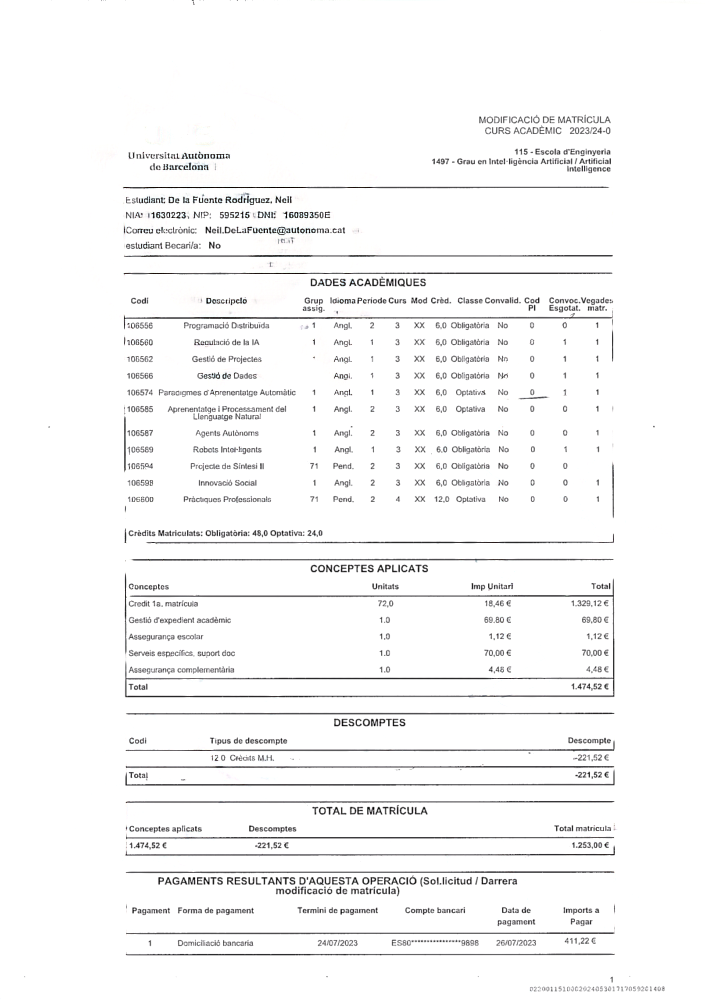 MODIFICACIÓ DE MATRÍCULA
CURS ACADÈMIC 2023/24-0
115 - Escola d'Enginyeria
1497 - Grau en Intel·ligència Artificial / Artificial
Intelligence
Universitat Autònoma
de Barcelona
Estudiant: De la Fuente Rodríguez, Neil
NIA: 1630223, NIP: 595215 DNI: 16089350E
Correu electrònic: Neil.DeLaFuente@autonoma.cat
estudiant Becari/a: No
DADES ACADÈMIQUES
Codi Descripció Grup assig. Idioma Període Curs Mod Crèd. Classe Convalid. Cod PI Convoc. Esgotat. Vegades matr.
106556 Programació Distribuïda 1 Angl. 2 3 XX 6,0 Obligatòria No 0 0 1
106560 Regulació de la IA 1 Angl. 1 3 XX 6,0 Obligatòria No 0 1 1
106562 Gestió de Projectes Angl. 1 3 XX 6,0 Obligatòria No 0 1 1
106566 Gestió de Dades Angl. 1 3 XX 6,0 Obligatòria No 0 1 1
106574 Paradigmes d'Aprenentatge Automàtic 1 Angl. 1 3 XX 6,0 Optativa No 0 1 1
106585 Aprenentatge i Processament del 1 Angl. 2 3 XX 6,0 Optativa No 0 0 1
Llenguatge Natural
106587 Agents Autònoms 1 Angl. 2 3 XX 6,0 Obligatòria No 0 0 1
106589 Robots Intel·ligents 1 Angl. 1 3 XX 6,0 Obligatòria No 0 1 1
106594 Projecte de Síntesi II 71 Pend. 2 3 XX 6,0 Obligatòria No 0 0
106598 Innovació Social 1 Angl. 2 3 XX 6,0 Obligatòria No 0 0 1
106600 Pràctiques Professionals 71 Pend. 2 4 XX 12,0 Optativa No 0 0 1
Crèdits Matriculats: Obligatòria: 48,0 Optativa: 24,0
CONCEPTES APLICATS
Conceptes Unitats Imp Unitari Total
Credit 1a. matrícula 72,0 18,46 € 1.329,12 €
Gestió d'expedient acadèmic 1.0 69,80 € 69,80 €
Assegurança escolar 1.0 1,12 € 1,12 €
Serveis específics, suport doc 1.0 70,00 € 70,00 €
Assegurança complementària 1.0 4,48 € 4,48 €
Total 1.474,52 €
DESCOMPTES
Codi Tipus de descompte Descompte
12.0 Crèdits M.H. -221,52 €
Total -221,52 €
TOTAL DE MATRÍCULA
Conceptes aplicats Descomptes Total matrícula
1.474,52 € -221,52 € 1.253,00 €
PAGAMENTS RESULTANTS D'AQUESTA OPERACIÓ (Sol.licitud / Darrera
modificació de matrícula)
Pagament Forma de pagament Termini de pagament Compte bancari Data de pagament Imports a Pagar
1 Domiciliació bancaria 24/07/2023 ES80****************9898 26/07/2023 411,22 €
1